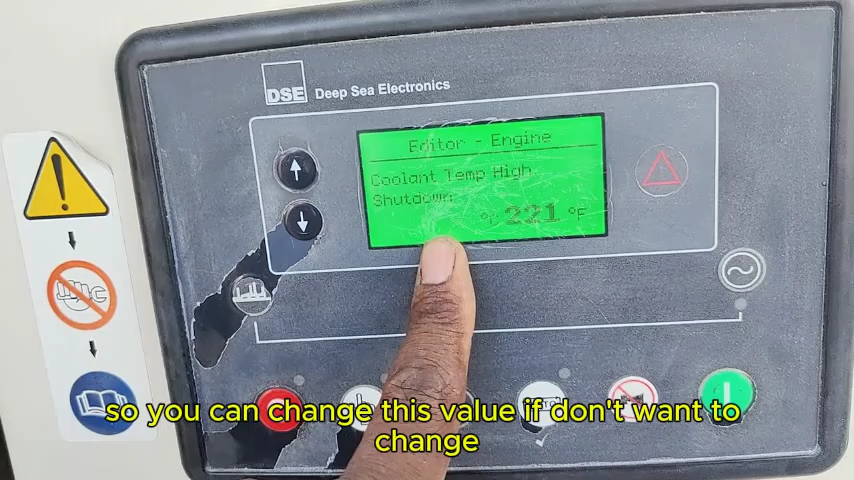 DSE Deep Sea Electronics
Editor - Engine
Coolant Temp High
Shutdown
221 °F
so you can change this value if don't want to
change